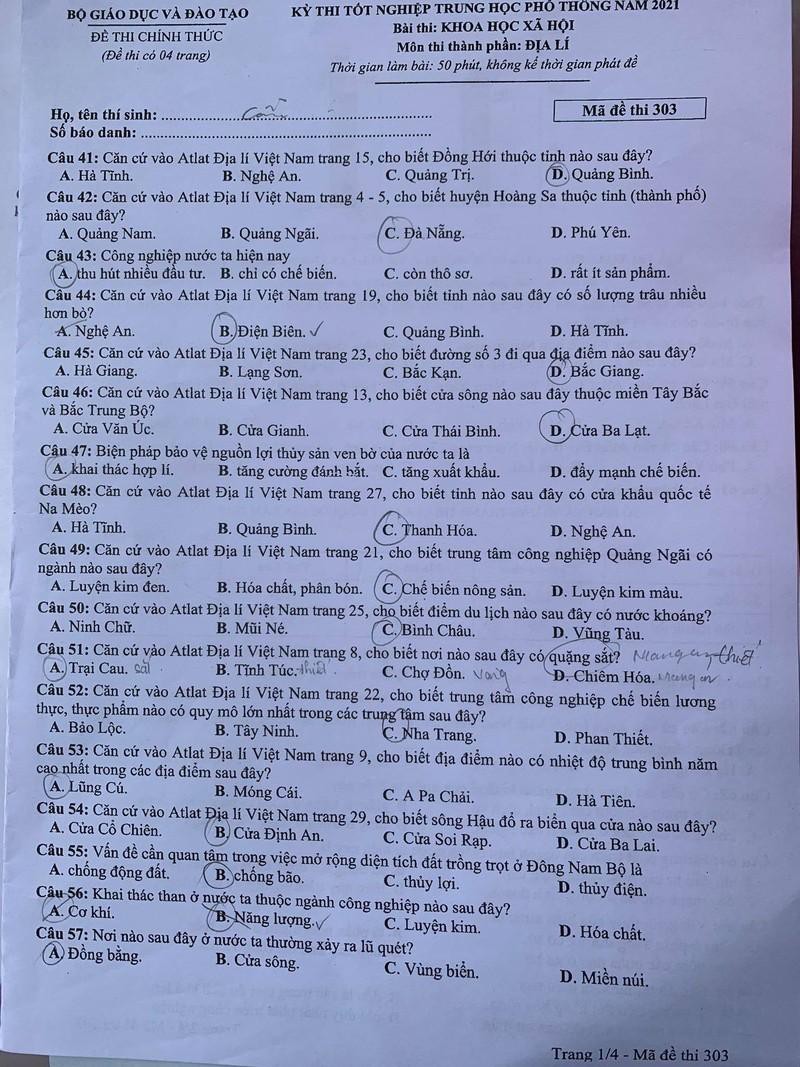 BỘ GIÁO DỤC VÀ ĐÀO TẠO
ĐỀ THI CHÍNH THỨC
(Đề thi có 04 trang)
KỲ THI TỐT NGHIỆP TRUNG HỌC PHỔ THÔNG NĂM 2021
Bài thi: KHOA HỌC XÃ HỘI
Môn thi thành phần: ĐỊA LÍ
Thời gian làm bài: 50 phút, không kể thời gian phát đề
Họ, tên thí sinh:
Số báo danh:
Mã đề thi 303
Câu 41: Căn cứ vào Atlat Địa lí Việt Nam trang 15, cho biết Đồng Hới thuộc tỉnh nào sau đây?
A. Hà Tĩnh. B. Nghệ An. C. Quảng Trị. D. Quảng Bình.
Câu 42: Căn cứ vào Atlat Địa lí Việt Nam trang 4 - 5, cho biết huyện Hoàng Sa thuộc tỉnh (thành phố)
nào sau đây?
A. Quảng Nam. B. Quảng Ngãi. C. Đà Nẵng. D. Phú Yên.
Câu 43: Công nghiệp nước ta hiện nay
A. thu hút nhiều đầu tư. B. chỉ có chế biến. C. còn thô sơ. D. rất ít sản phẩm.
Câu 44: Căn cứ vào Atlat Địa lí Việt Nam trang 19, cho biết tỉnh nào sau đây có số lượng trâu nhiều
hơn bò?
A. Nghệ An. B. Điện Biên. ✓ C. Quảng Bình. D. Hà Tĩnh.
Câu 45: Căn cứ vào Atlat Địa lí Việt Nam trang 23, cho biết đường số 3 đi qua địa điểm nào sau đây?
A. Hà Giang. B. Lạng Sơn. C. Bắc Kạn. D. Bắc Giang.
Câu 46: Căn cứ vào Atlat Địa lí Việt Nam trang 13, cho biết cửa sông nào sau đây thuộc miền Tây Bắc
và Bắc Trung Bộ?
A. Cửa Văn Úc. B. Cửa Gianh. C. Cửa Thái Bình. D. Cửa Ba Lạt.
Câu 47: Biện pháp bảo vệ nguồn lợi thủy sản ven bờ của nước ta là
A. khai thác hợp lí. B. tăng cường đánh bắt. C. tăng xuất khẩu. D. đẩy mạnh chế biến.
Câu 48: Căn cứ vào Atlat Địa lí Việt Nam trang 27, cho biết tỉnh nào sau đây có cửa khẩu quốc tế
Na Mèo?
A. Hà Tĩnh. B. Quảng Bình. C. Thanh Hóa. D. Nghệ An.
Câu 49: Căn cứ vào Atlat Địa lí Việt Nam trang 21, cho biết trung tâm công nghiệp Quảng Ngãi có
ngành nào sau đây?
A. Luyện kim đen. B. Hóa chất, phân bón. C. Chế biến nông sản. D. Luyện kim màu.
Câu 50: Căn cứ vào Atlat Địa lí Việt Nam trang 25, cho biết điểm du lịch nào sau đây có nước khoáng?
A. Ninh Chữ. B. Mũi Né. C. Bình Châu. D. Vũng Tàu.
Câu 51: Căn cứ vào Atlat Địa lí Việt Nam trang 8, cho biết nơi nào sau đây có quặng sắt?
A. Trại Cau. B. Tĩnh Túc. C. Chợ Đồn. D. Chiêm Hóa.
Câu 52: Căn cứ vào Atlat Địa lí Việt Nam trang 22, cho biết trung tâm công nghiệp chế biến lương
thực, thực phẩm nào có quy mô lớn nhất trong các trung tâm sau đây?
A. Bảo Lộc. B. Tây Ninh. C. Nha Trang. D. Phan Thiết.
Câu 53: Căn cứ vào Atlat Địa lí Việt Nam trang 9, cho biết địa điểm nào có nhiệt độ trung bình năm
cao nhất trong các địa điểm sau đây?
A. Lũng Cú. B. Móng Cái. C. A Pa Chải. D. Hà Tiên.
Câu 54: Căn cứ vào Atlat Địa lí Việt Nam trang 29, cho biết sông Hậu đổ ra biển qua cửa nào sau đây?
A. Cửa Cổ Chiên. B. Cửa Định An. C. Cửa Soi Rạp. D. Cửa Ba Lai.
Câu 55: Vấn đề cần quan tâm trong việc mở rộng diện tích đất trồng trọt ở Đông Nam Bộ là
A. chống động đất. B. chống bão. C. thủy lợi. D. thủy điện.
Câu 56: Khai thác than ở nước ta thuộc ngành công nghiệp nào sau đây?
A. Cơ khí. B. Năng lượng. ✓ C. Luyện kim. D. Hóa chất.
Câu 57: Nơi nào sau đây ở nước ta thường xảy ra lũ quét?
A. Đồng bằng. B. Cửa sông. C. Vùng biển. D. Miền núi.
Trang 1/4 - Mã đề thi 303